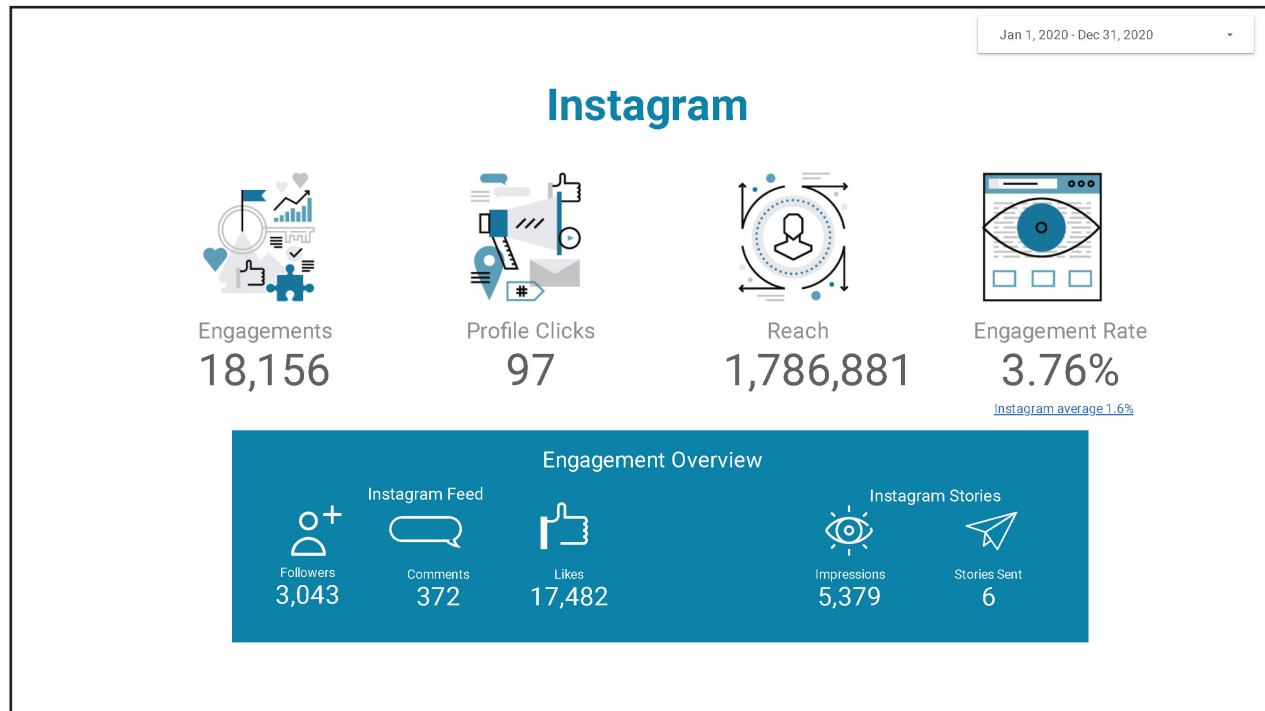 Jan 1, 2020 - Dec 31, 2020
Instagram
Engagements
18,156
Profile Clicks
97
Reach
1,786,881
Engagement Rate
3.76%
Instagram average 1.6%
Engagement Overview
Instagram Feed
Followers
3,043
Comments
372
Likes
17,482
Instagram Stories
Impressions
5,379
Stories Sent
6
#